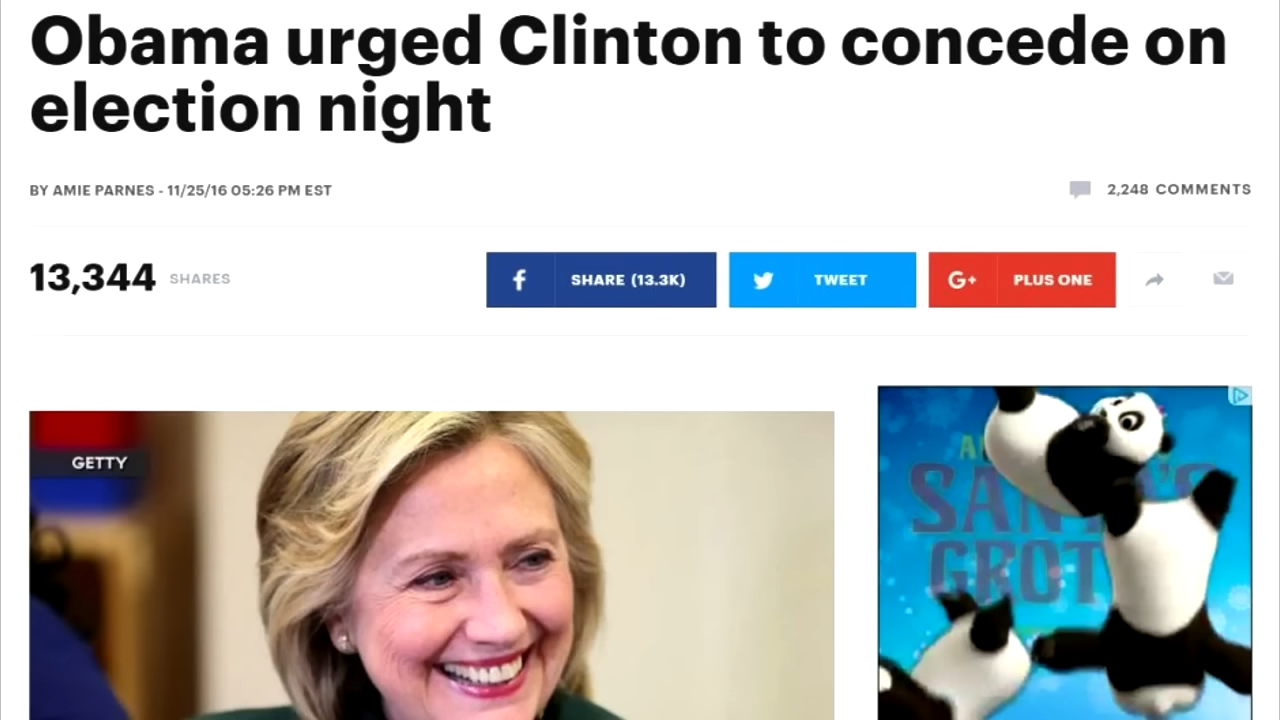 Obama urged Clinton to concede on
election night
BY AMIE PARNES - 11/25/16 05:26 PM EST
2,248 COMMENTS
13,344 SHARES
SHARE (13.3K)
TWEET
G+ PLUS ONE
GETTY